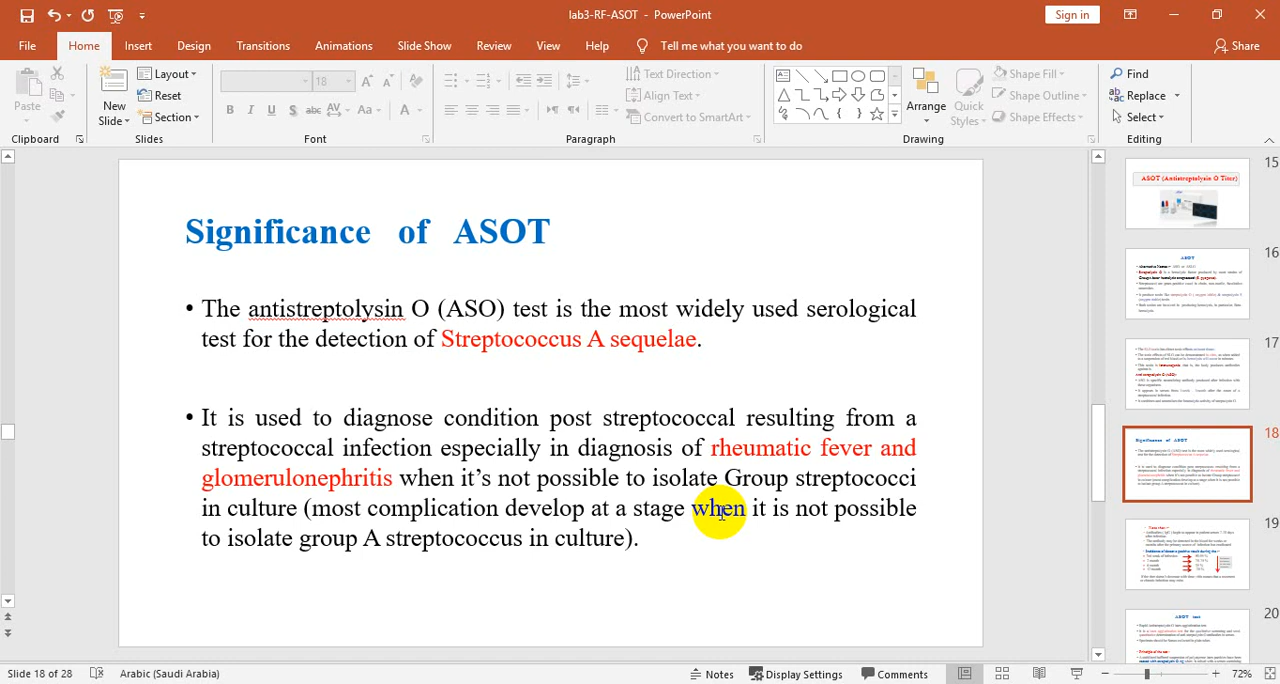 lab3-RF-ASOT - PowerPoint
Sign in
File Home Insert Design Transitions Animations Slide Show Review View Help Tell me what you want to do Share
Paste
New Slide
Layout
Reset
Section
18
Text Direction
Align Text
Convert to SmartArt
Arrange
Quick Styles
Shape Fill
Shape Outline
Shape Effects
Find
Replace
Select
Clipboard Slides Font Paragraph Drawing Editing
Significance of ASOT
• The antistreptolysin O (ASO) test is the most widely used serological
test for the detection of Streptococcus A sequelae.
• It is used to diagnose condition post streptococcal resulting from a
streptococcal infection especially in diagnosis of rheumatic fever and
glomerulonephritis when it’s not possible to isolate Group streptococci
in culture (most complication develop at a stage when it is not possible
to isolate group A streptococcus in culture).
15
ASOT (Antistreptolysin O Titer)
16
ASOT
17
18
Significance of ASOT
19
20
ASOT test
Slide 18 of 28 Arabic (Saudi Arabia) Notes Display Settings Comments 72%